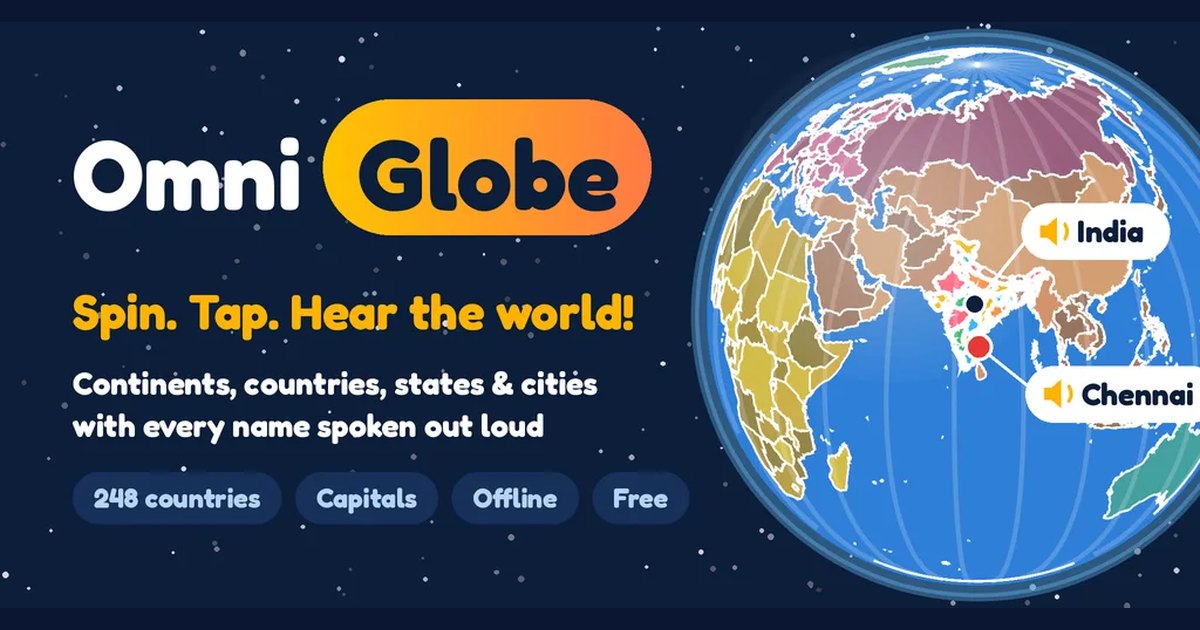 Omni Globe
Spin. Tap. Hear the world!
Continents, countries, states & cities
with every name spoken out loud
248 countries
Capitals
Offline
Free
India
Chennai